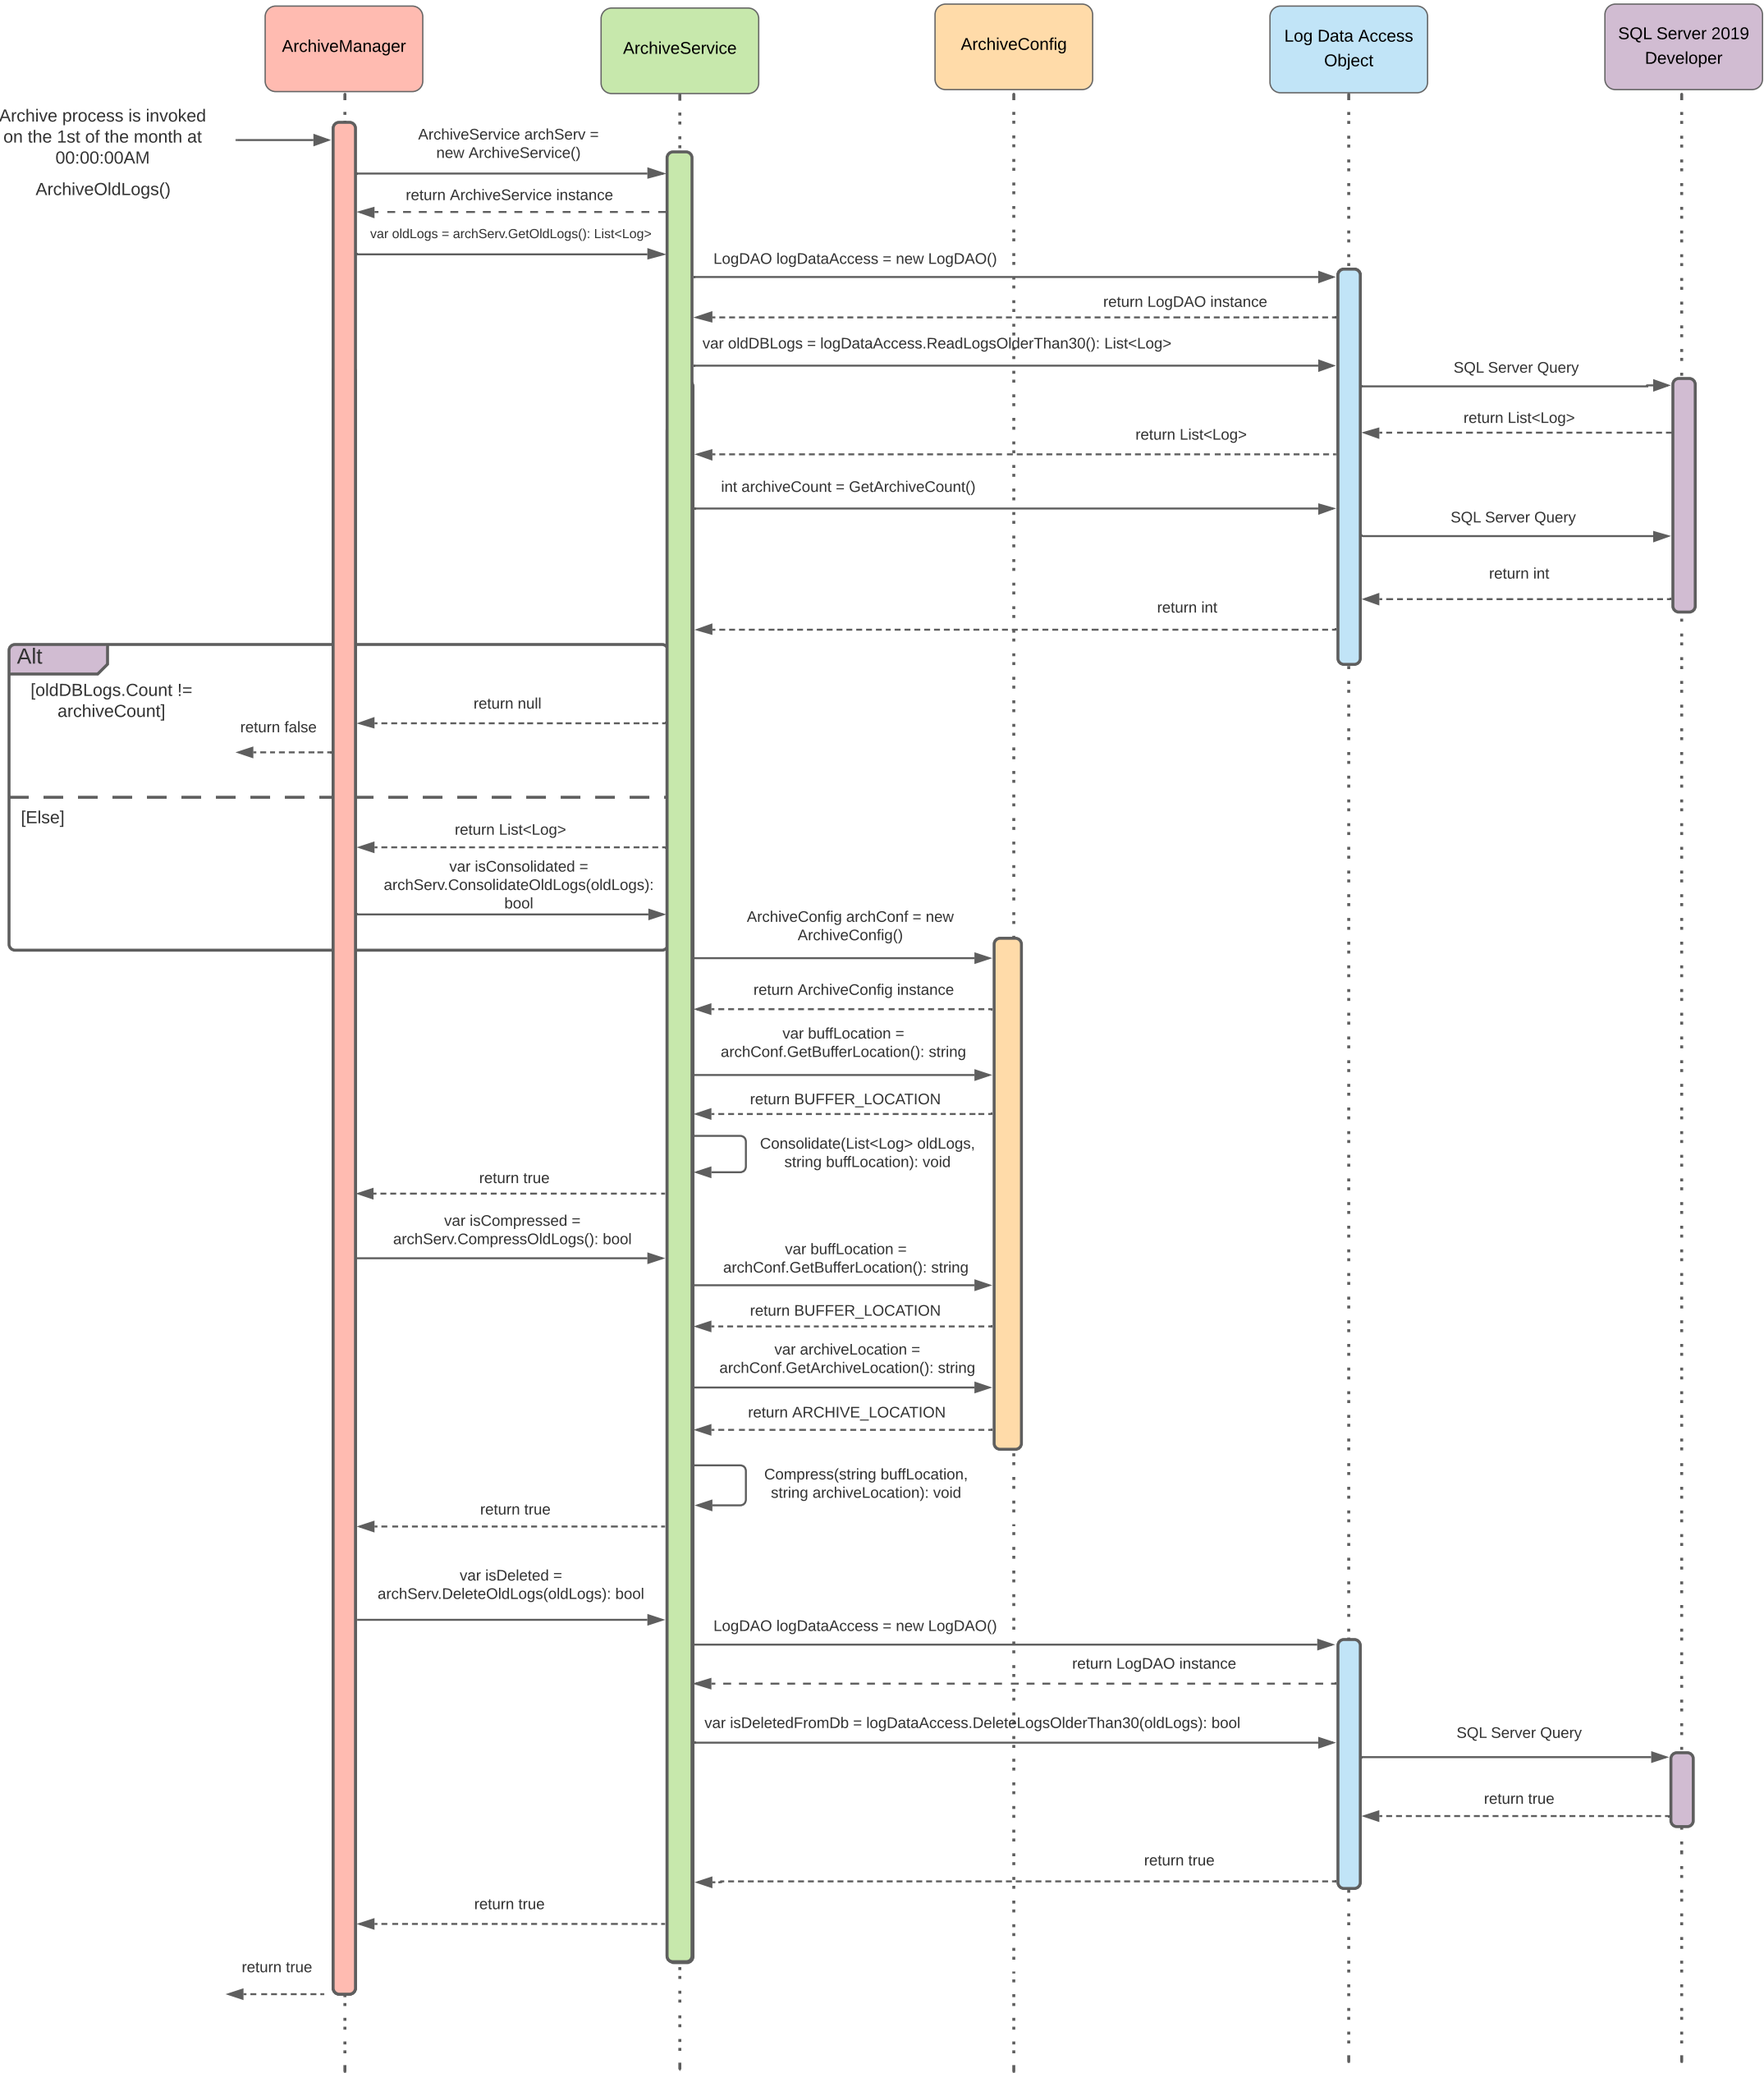 ArchiveManager
ArchiveService
ArchiveConfig
Log Data Access
Object
SQL Server 2019
Developer
Archive process is invoked
on the 1st of the month at
00:00:00AM
ArchiveOldLogs()
ArchiveService archServ =
new ArchiveService()
return ArchiveService instance
var oldLogs = archServ.GetOldLogs(): List<Log>
LogDAO logDataAccess = new LogDAO()
return LogDAO instance
var oldDBLogs = logDataAccess.ReadLogsOlderThan30(): List<Log>
SQL Server Query
return List<Log>
return List<Log>
int archiveCount = GetArchiveCount()
SQL Server Query
return int
return int
Alt
[oldDBLogs.Count !=
archiveCount]
return null
return false
[Else]
return List<Log>
var isConsolidated =
archServ.ConsolidateOldLogs(oldLogs):
bool
ArchiveConfig archConf = new
ArchiveConfig()
return ArchiveConfig instance
var buffLocation =
archConf.GetBufferLocation(): string
return BUFFER_LOCATION
Consolidate(List<Log> oldLogs,
string buffLocation): void
return true
var isCompressed =
archServ.CompressOldLogs(): bool
var buffLocation =
archConf.GetBufferLocation(): string
return BUFFER_LOCATION
var archiveLocation =
archConf.GetArchiveLocation(): string
return ARCHIVE_LOCATION
Compress(string buffLocation,
string archiveLocation): void
return true
var isDeleted =
archServ.DeleteOldLogs(oldLogs): bool
LogDAO logDataAccess = new LogDAO()
return LogDAO instance
var isDeletedFromDb = logDataAccess.DeleteLogsOlderThan30(oldLogs): bool
SQL Server Query
return true
return true
return true
return true